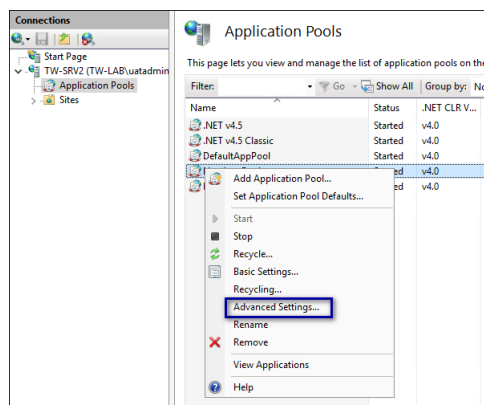 Connections
Start Page
TW-SRV2 (TW-LAB\uatadmin
Application Pools
Sites
Application Pools
This page lets you view and manage the list of application pools on the
Filter: Go Show All Group by: No
Name Status .NET CLR V...
.NET v4.5 Started v4.0
.NET v4.5 Classic Started v4.0
DefaultAppPool Started v4.0
ed v4.0
ed v4.0
Add Application Pool...
Set Application Pool Defaults...
Start
Stop
Recycle...
Basic Settings...
Recycling...
Advanced Settings...
Rename
Remove
View Applications
Help